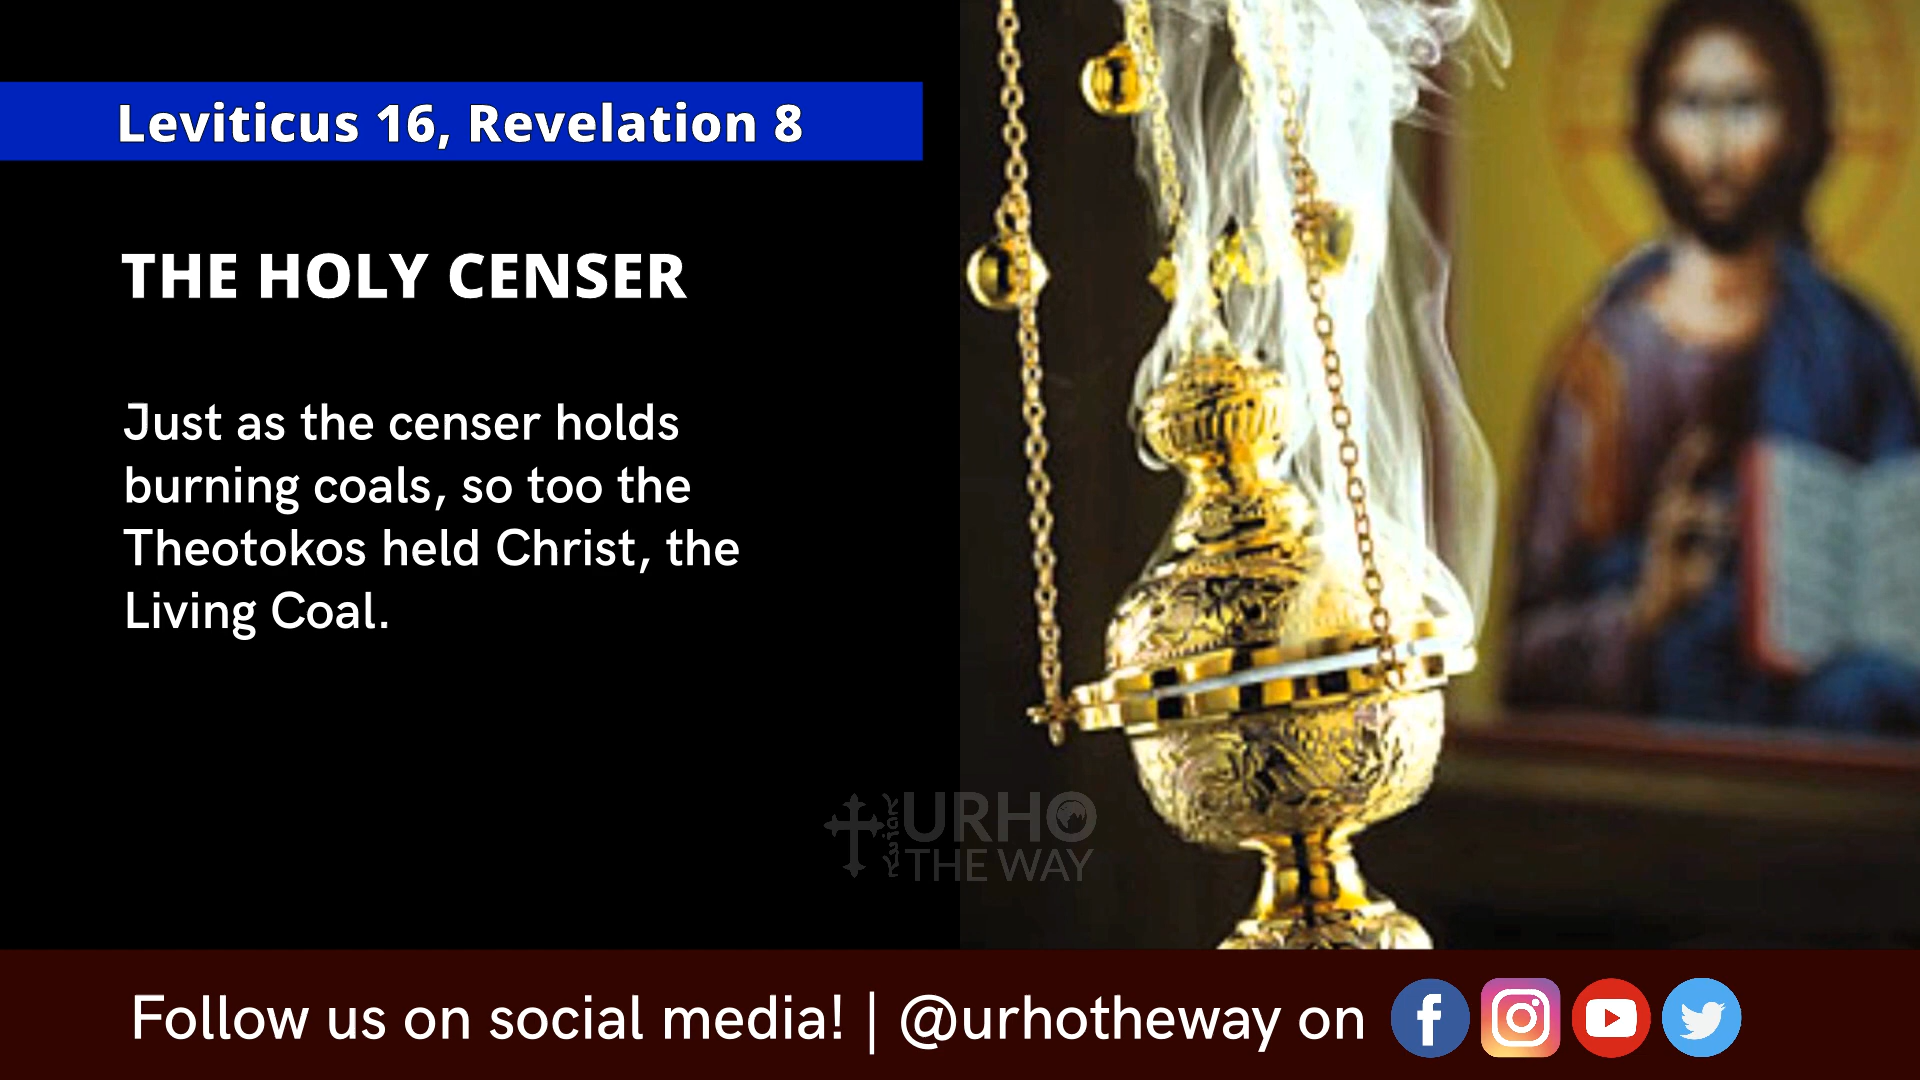 Leviticus 16, Revelation 8
THE HOLY CENSER
Just as the censer holds
burning coals, so too the
Theotokos held Christ, the
Living Coal.
URHO
THE WAY
Follow us on social media! | @urhotheway on